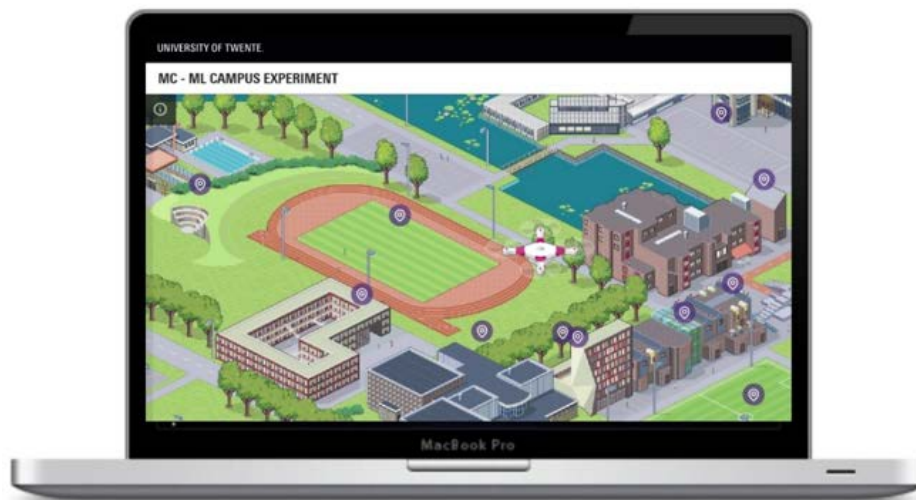 UNIVERSITY OF TWENTE.
MC - ML CAMPUS EXPERIMENT
MacBook Pro